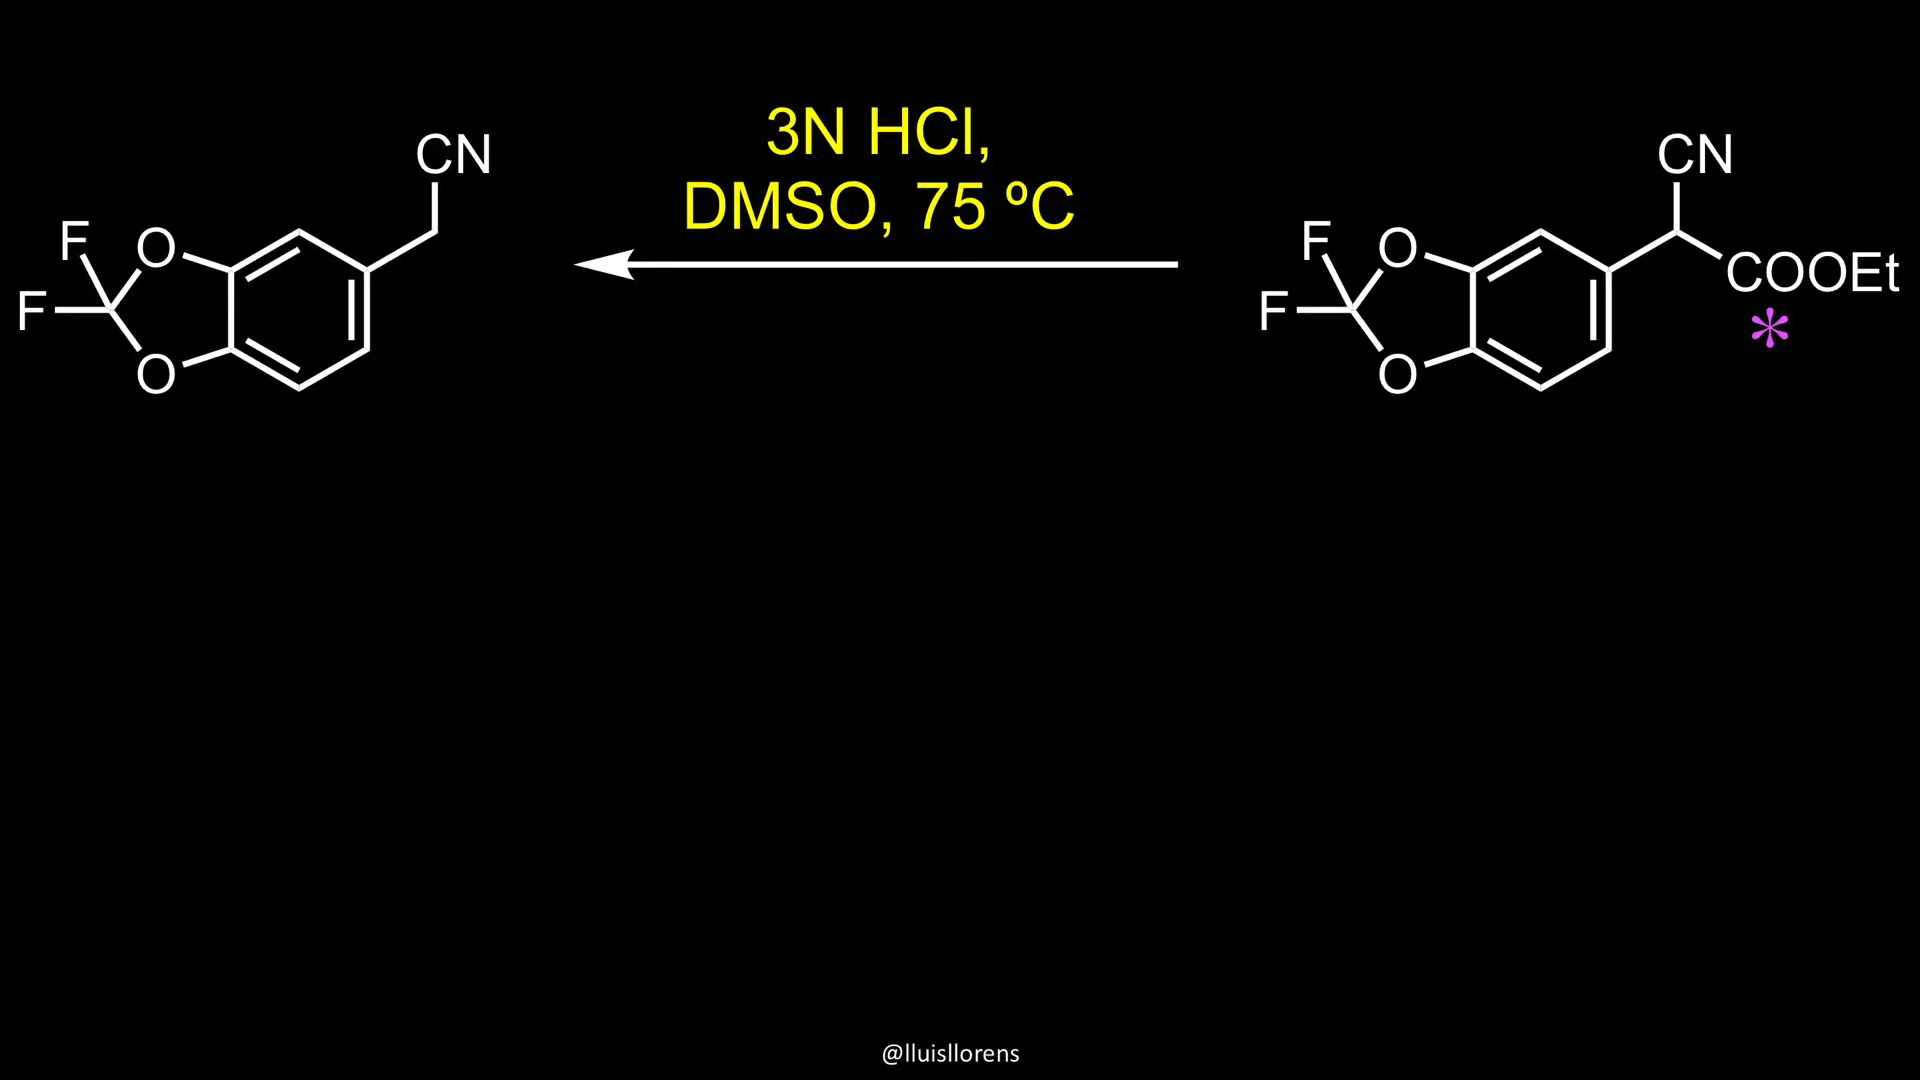 3N HCl,
DMSO, 75 ºC
CN
F
O
F
O
CN
F
O
COOEt
F
*
O
@lluisllorens